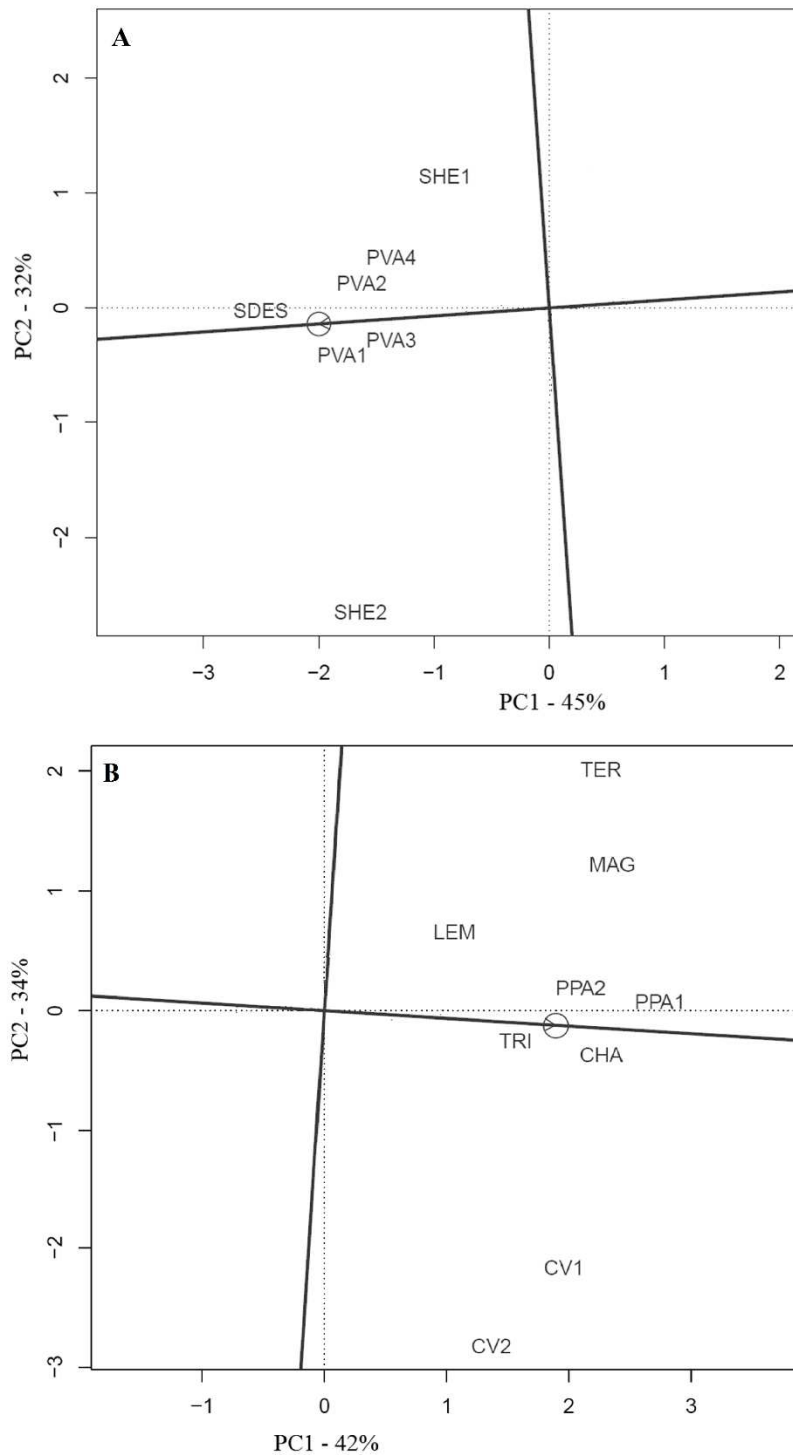 A
2
SHE1
1
PVA4
PVA2
0
SDES
PVA3
PVA1
−1
−2
SHE2
PC2 - 32%
−3 −2 −1 0 1 2
PC1 - 45%
B
2
TER
MAG
1
LEM
PPA2
PPA1
0
TRI
CHA
−1
−2
CV1
CV2
−3
PC2 - 34%
−1 0 1 2 3
PC1 - 42%